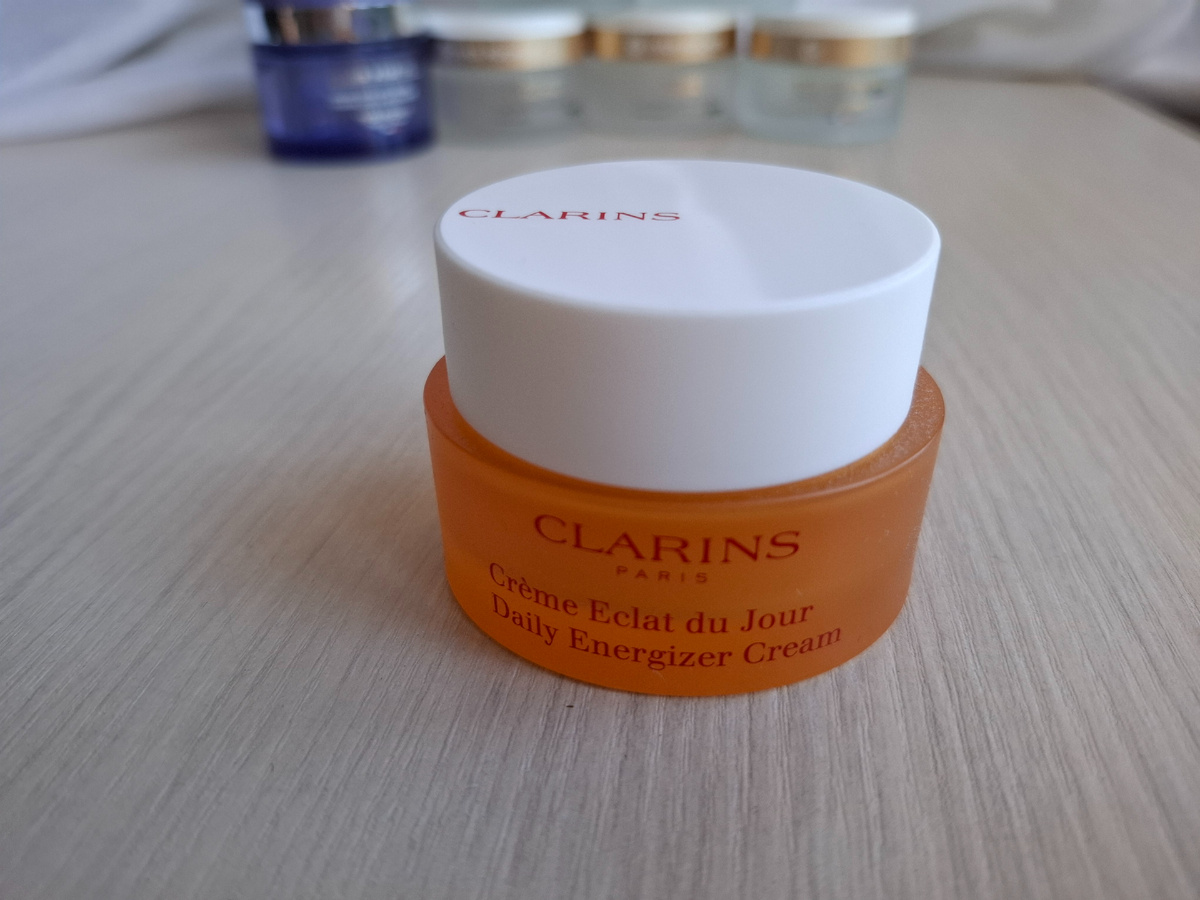 CLARINS
CLARINS
PARIS
Crème Eclat du Jour
Daily Energizer Cream